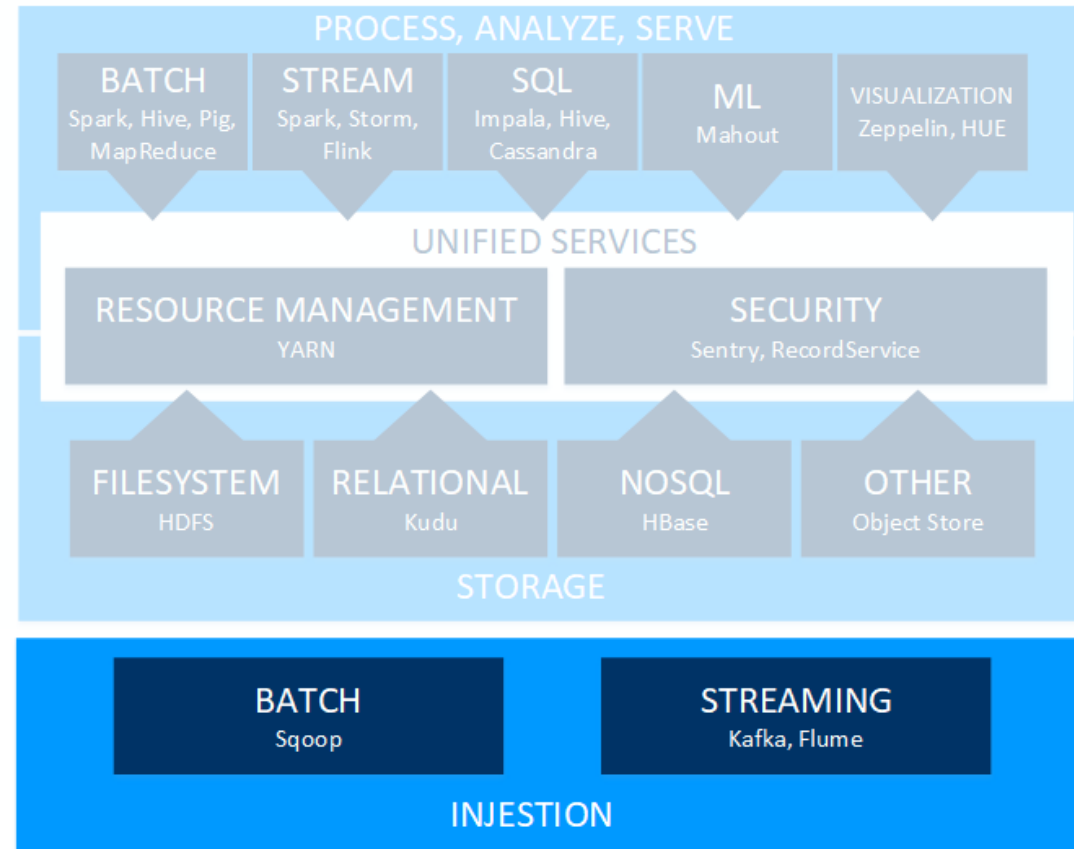 PROCESS, ANALYZE, SERVE
BATCH
Spark, Hive, Pig,
MapReduce
STREAM
Spark, Storm,
Flink
SQL
Impala, Hive,
Cassandra
ML
Mahout
VISUALIZATION
Zeppelin, HUE
UNIFIED SERVICES
RESOURCE MANAGEMENT
YARN
SECURITY
Sentry, RecordService
FILESYSTEM
HDFS
RELATIONAL
Kudu
NOSQL
HBase
OTHER
Object Store
STORAGE
BATCH
Sqoop
STREAMING
Kafka, Flume
INJESTION